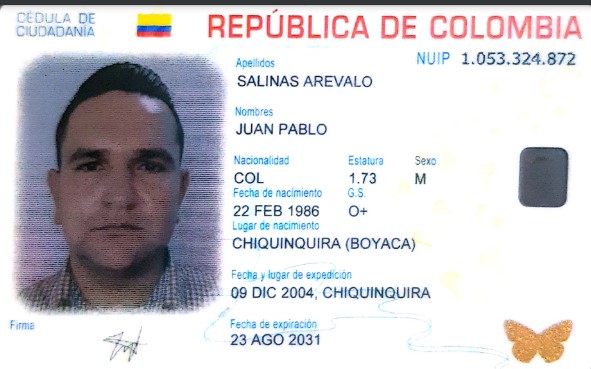 CÉDULA DE
CIUDADANÍA
REPÚBLICA DE COLOMBIA
NUIP 1.053.324.872
Apellidos
SALINAS AREVALO
Nombres
JUAN PABLO
Nacionalidad Estatura Sexo
COL 1.73 M
Fecha de nacimiento G.S.
22 FEB 1986 O+
Lugar de nacimiento
CHIQUINQUIRA (BOYACA)
Fecha y lugar de expedición
09 DIC 2004, CHIQUINQUIRA
Firma
Fecha de expiración
23 AGO 2031